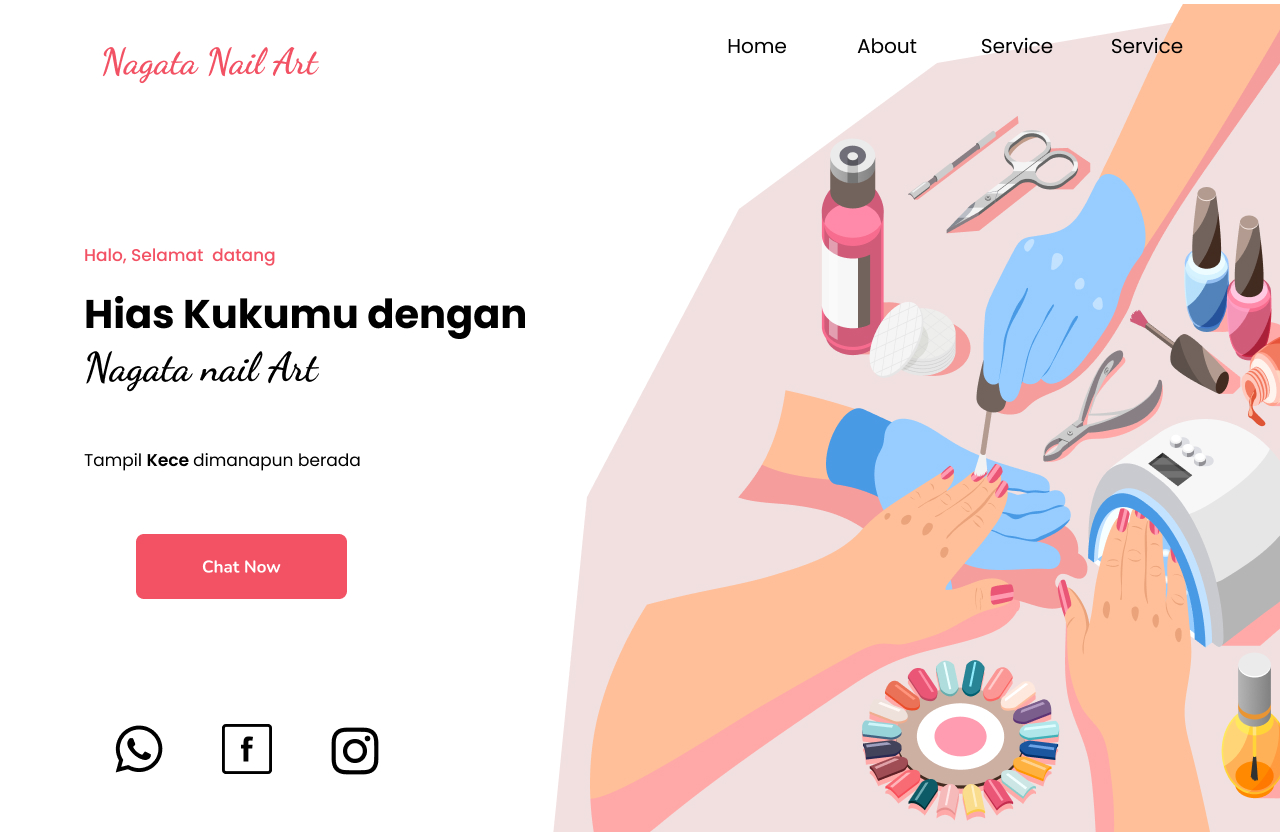 Nagata Nail Art
Home About Service Service
Halo, Selamat datang
Hias Kukumu dengan
Nagata nail Art
Tampil Kece dimanapun berada
Chat Now